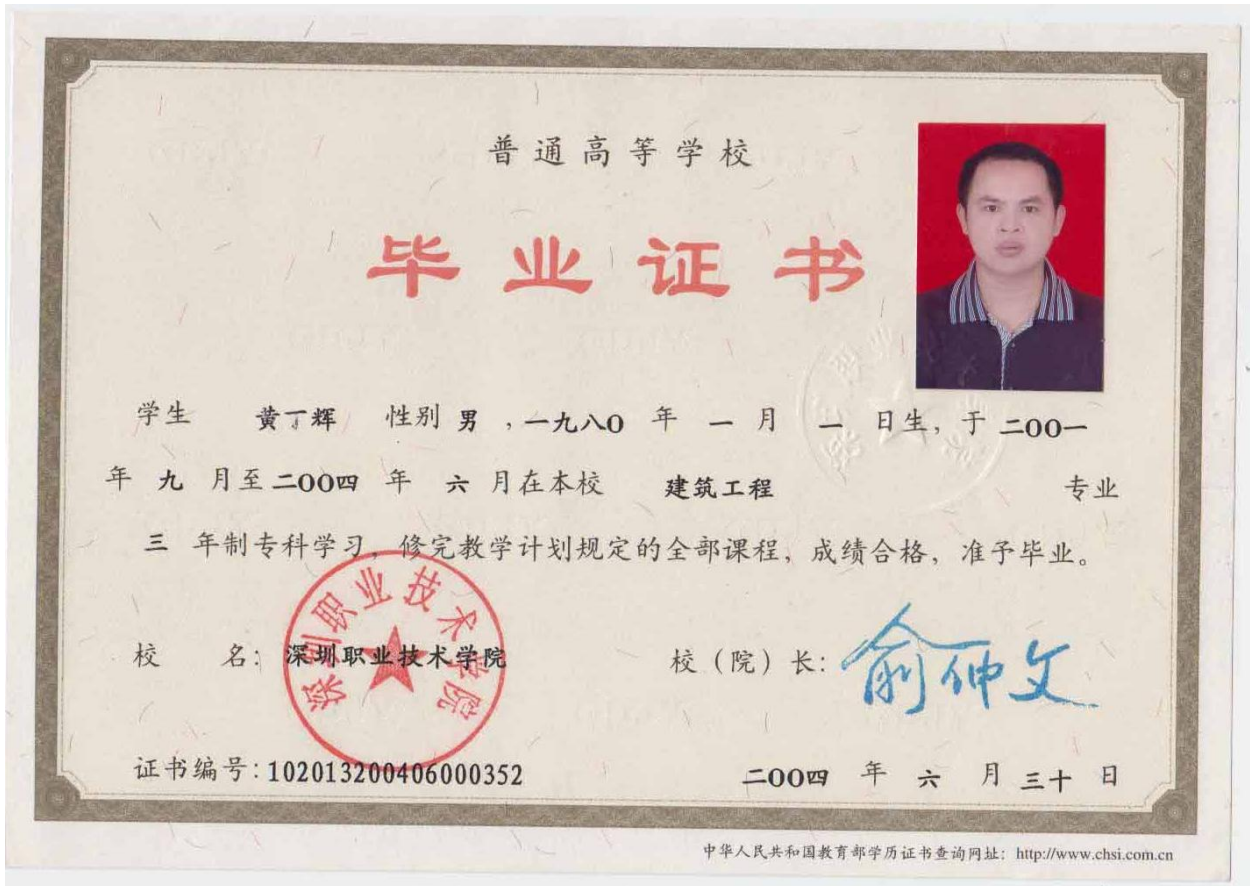 普通高等学校
毕业证书
学生 黄丁辉 性别 男 ，一九八0 年 一 月 一 日生，于 二00一
年 九 月至 二00四 年 六 月在本校 建筑工程 专业
三 年制专科学习，修完教学计划规定的全部课程，成绩合格，准予毕业。
深圳职业技术学院
校 名：深圳职业技术学院 校（院）长：俞仲文
证书编号：102013200406000352 二00四 年 六 月 三十 日
中华人民共和国教育部学历证书查询网址：http://www.chsi.com.cn